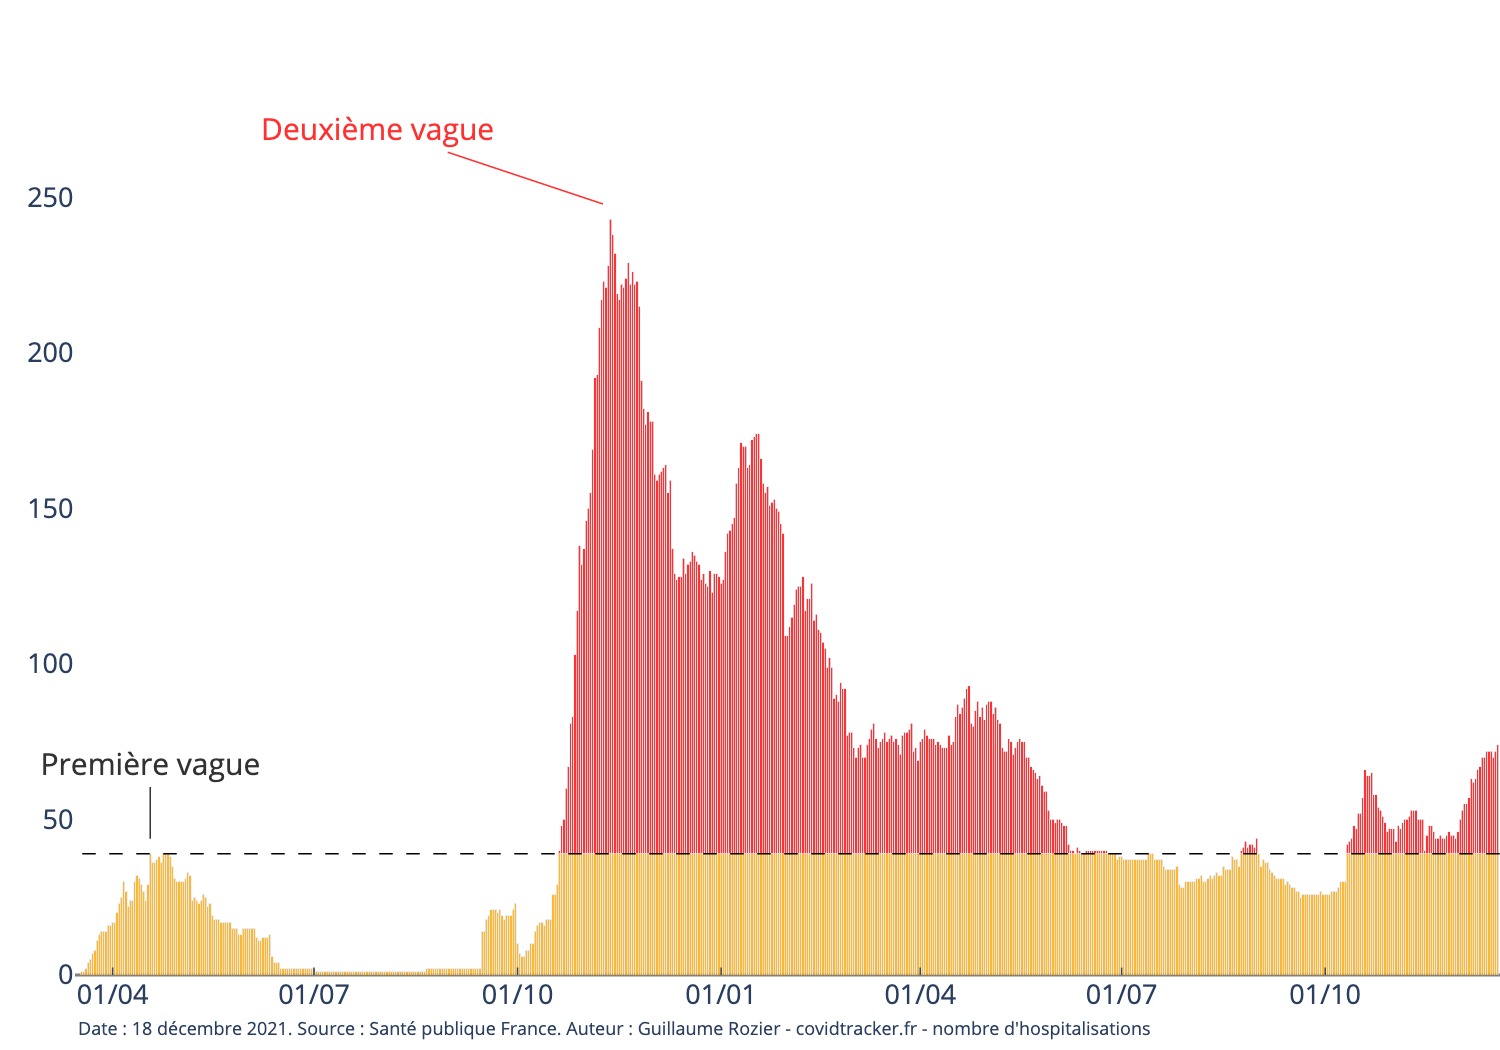 Deuxième vague
250
200
150
100
Première vague
50
0
01/04 01/07 01/10 01/01 01/04 01/07 01/10
Date : 18 décembre 2021. Source : Santé publique France. Auteur : Guillaume Rozier - covidtracker.fr - nombre d'hospitalisations